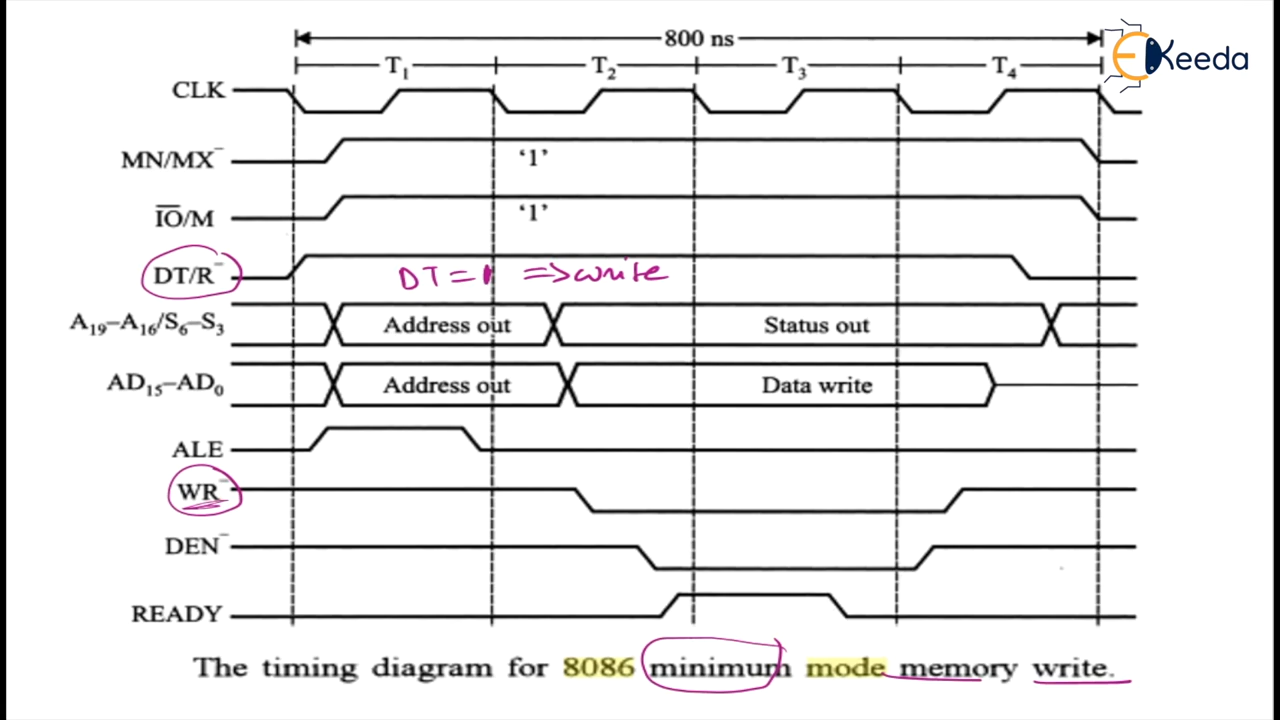 800 ns
EKeeda
T₁ T₂ T₃ T₄
CLK
MN/MX¯ ‘1’
I̅O̅/M ‘1’
DT/R¯ DT=1 => write
A₁₉–A₁₆/S₆–S₃ Address out Status out
AD₁₅–AD₀ Address out Data write
ALE
WR¯
DEN¯
READY
The timing diagram for 8086 minimum mode memory write.